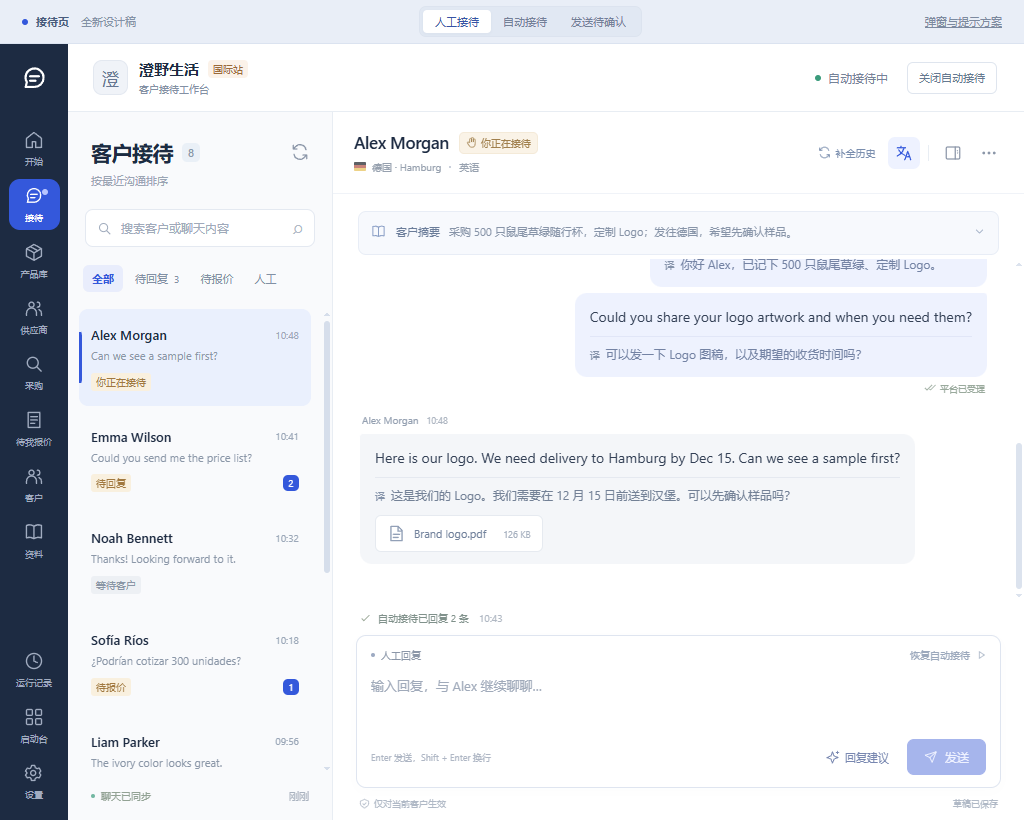 接待页 全新设计稿
人工接待 自动接待 发送待确认
弹窗与提示方案
澄
澄野生活 国际站
客户接待工作台
自动接待中
关闭自动接待
开始
接待
产品库
供应商
采购
待我报价
客户
资料
运行记录
启动台
设置
客户接待 8
按最近沟通排序
搜索客户或聊天内容
全部 待回复 3 待报价 人工
Alex Morgan 10:48
Can we see a sample first?
你正在接待
Emma Wilson 10:41
Could you send me the price list?
待回复 2
Noah Bennett 10:32
Thanks! Looking forward to it.
等待客户
Sofía Ríos 10:18
¿Podrían cotizar 300 unidades?
待报价 1
Liam Parker 09:56
The ivory color looks great.
聊天已同步 刚刚
Alex Morgan 你正在接待
德国 · Hamburg · 英语
补全历史
客户摘要 采购 500 只鼠尾草绿随行杯，定制 Logo；发往德国，希望先确认样品。
译 你好 Alex，已记下 500 只鼠尾草绿、定制 Logo。
Could you share your logo artwork and when you need them?
译 可以发一下 Logo 图稿，以及期望的收货时间吗？
平台已受理
Alex Morgan 10:48
Here is our logo. We need delivery to Hamburg by Dec 15. Can we see a sample first?
译 这是我们的 Logo。我们需要在 12 月 15 日前送到汉堡。可以先确认样品吗？
Brand logo.pdf 126 KB
自动接待已回复 2 条 10:43
人工回复
恢复自动接待
输入回复，与 Alex 继续聊聊...
Enter 发送，Shift + Enter 换行
回复建议
发送
仅对当前客户生效
草稿已保存